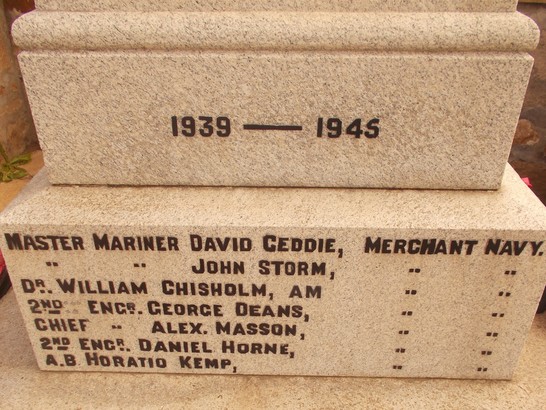 1939 — 1945
MASTER MARINER DAVID GEDDIE, MERCHANT NAVY.
" " JOHN STORM, " "
DR. WILLIAM CHISHOLM, AM " "
2ND ENGR. GEORGE DEANS, " "
CHIEF " ALEX. MASSON, " "
2ND ENGR. DANIEL HORNE, " "
A.B. HORATIO KEMP, " "